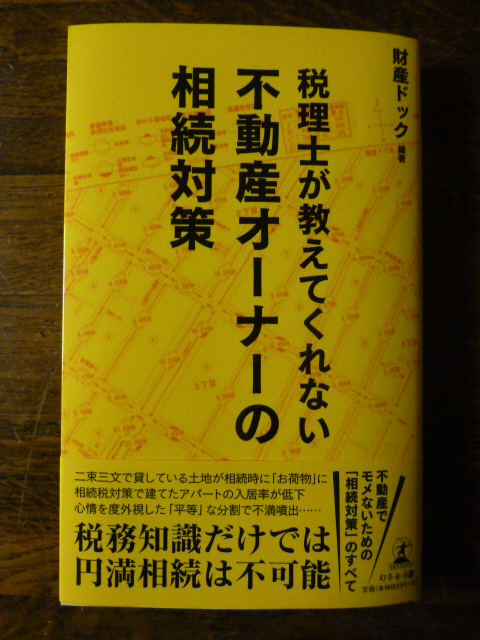 財産ドック 編著
税理士が教えてくれない
不動産オーナーの
相続対策
二束三文で貸している土地が相続時に「お荷物」に
相続税対策で建てたアパートの入居率が低下
心情を度外視した「平等」な分割で不満噴出……
税務知識だけでは
円満相続は不可能
不動産で
モメないための
「相続対策」のすべて